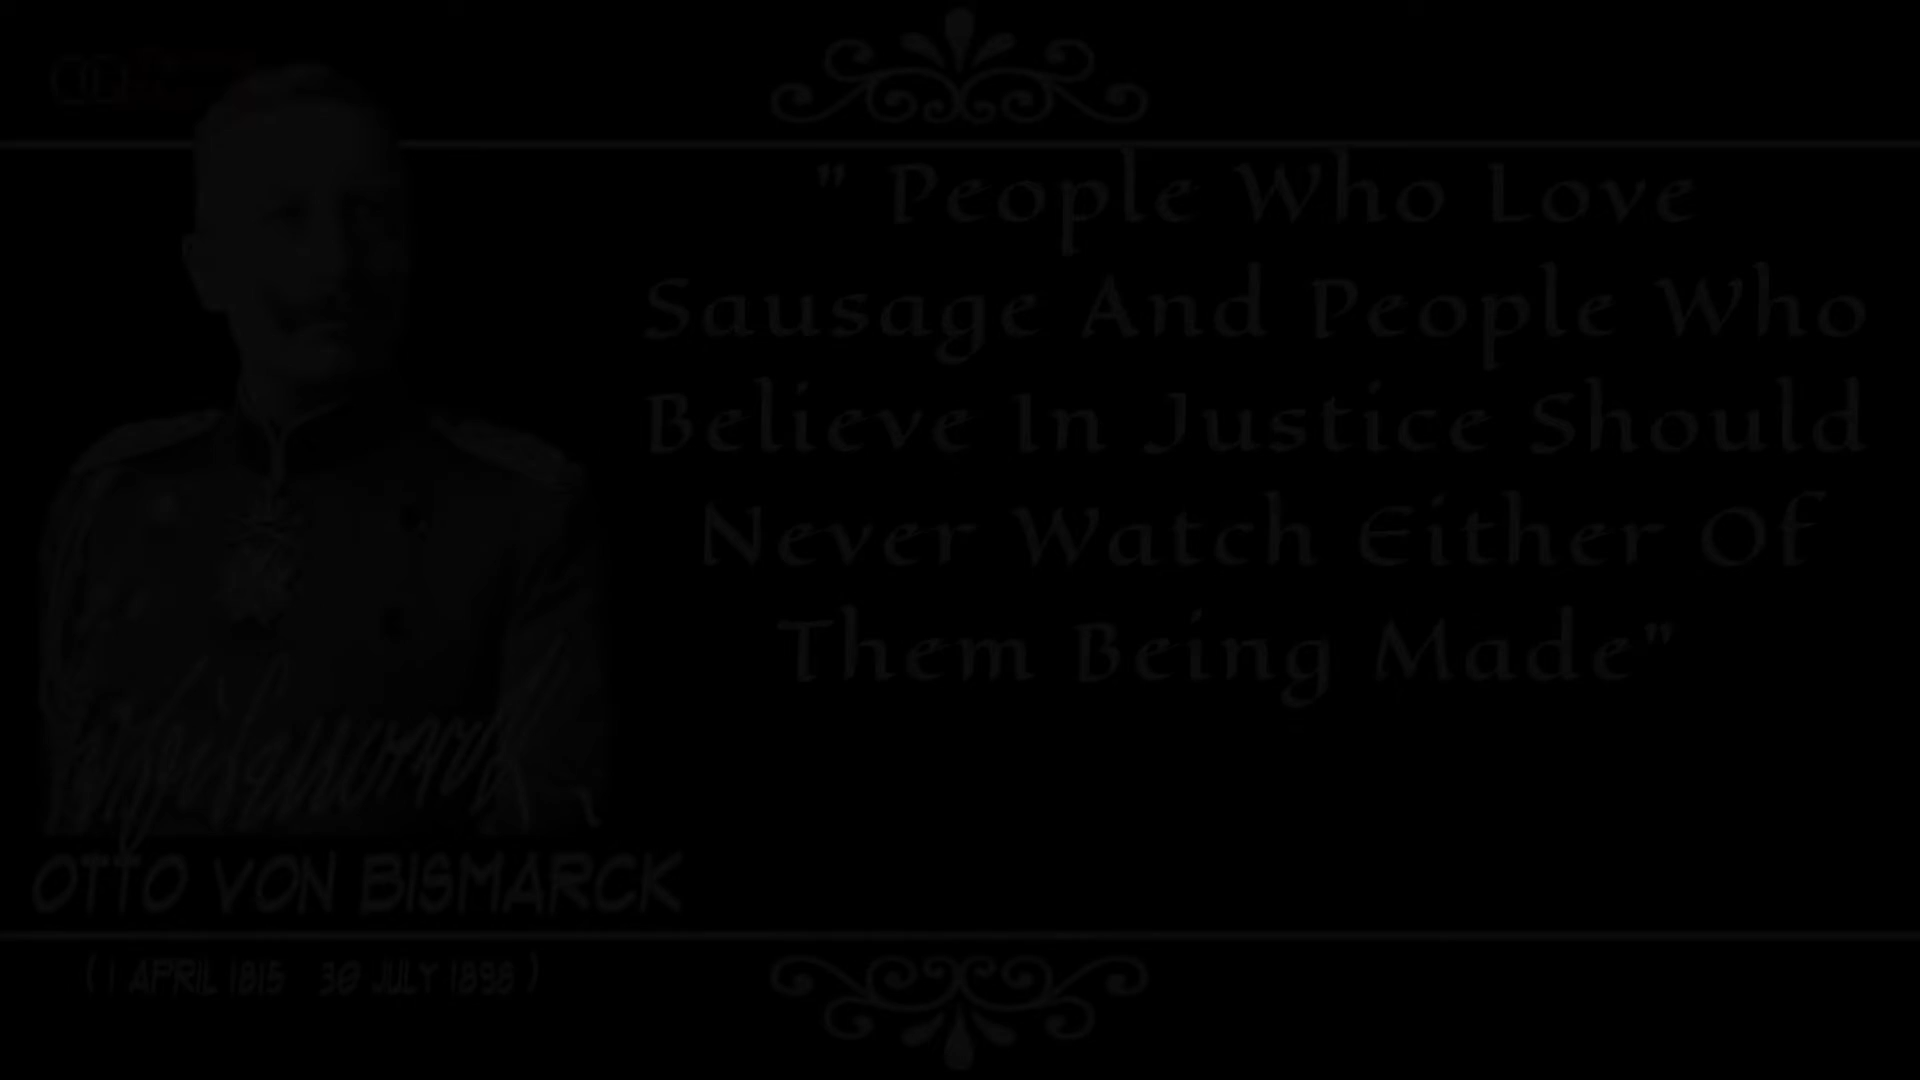 " People Who Love
Sausage And People Who
Believe In Justice Should
Never Watch Either Of
Them Being Made"
OTTO VON BISMARCK
( 1 APRIL 1815 30 JULY 1898 )